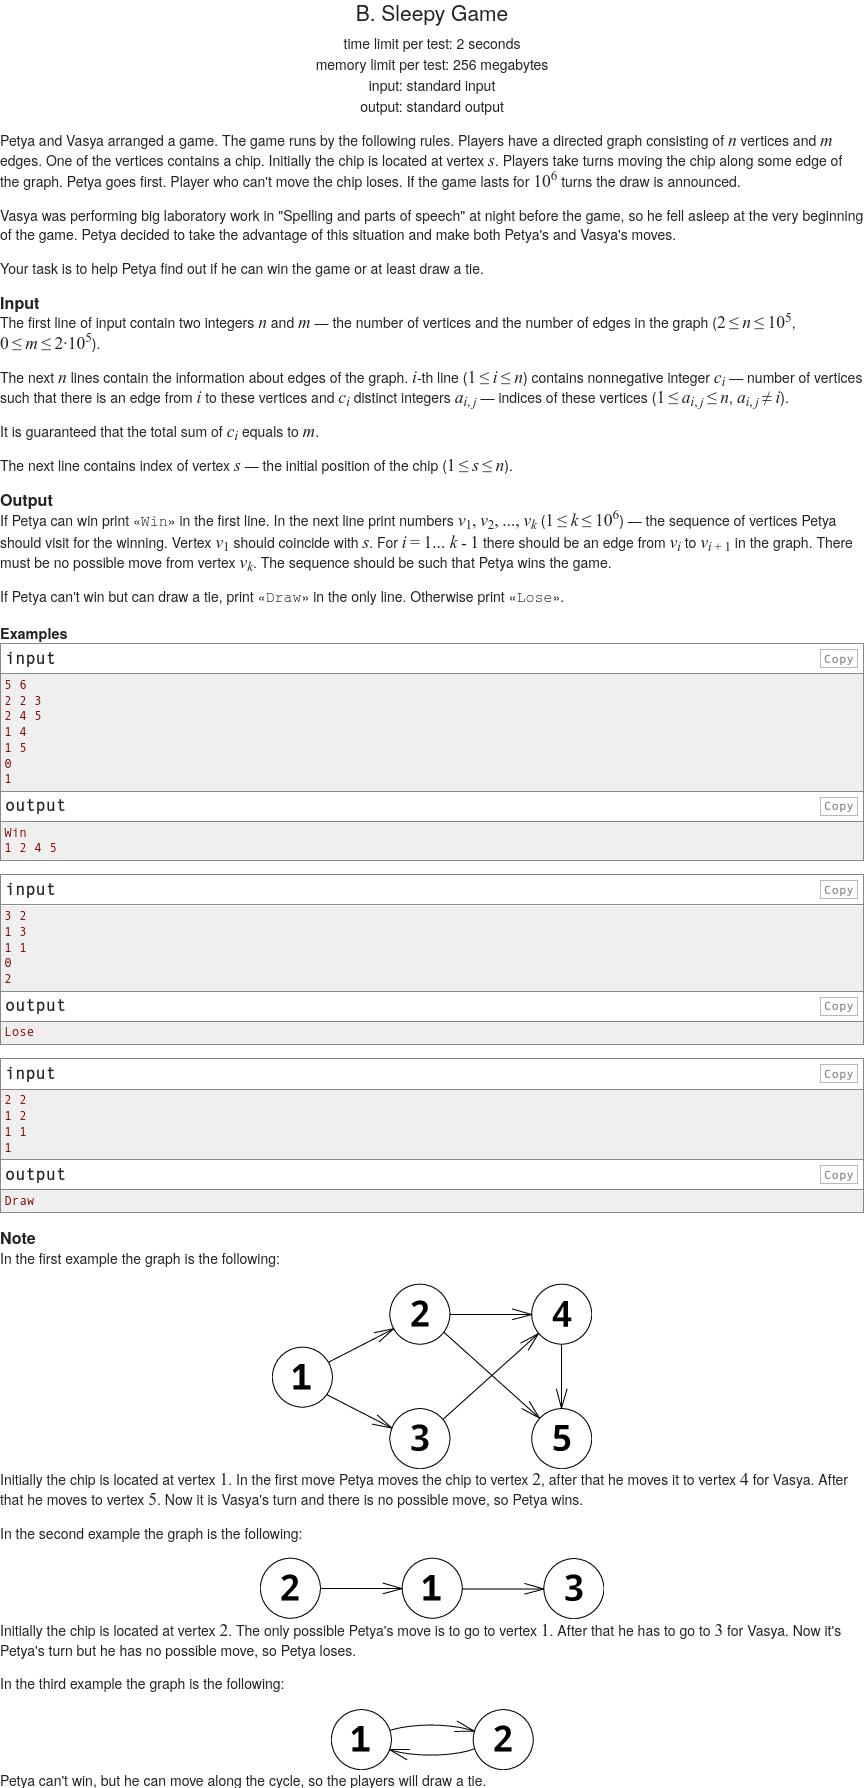 B. Sleepy Game
time limit per test: 2 seconds
memory limit per test: 256 megabytes
input: standard input
output: standard output
Petya and Vasya arranged a game. The game runs by the following rules. Players have a directed graph consisting of n vertices and m
edges. One of the vertices contains a chip. Initially the chip is located at vertex s. Players take turns moving the chip along some edge of
the graph. Petya goes first. Player who can't move the chip loses. If the game lasts for 10^6 turns the draw is announced.
Vasya was performing big laboratory work in "Spelling and parts of speech" at night before the game, so he fell asleep at the very beginning
of the game. Petya decided to take the advantage of this situation and make both Petya's and Vasya's moves.
Your task is to help Petya find out if he can win the game or at least draw a tie.
Input
The first line of input contain two integers n and m — the number of vertices and the number of edges in the graph (2 ≤ n ≤ 10^5,
0 ≤ m ≤ 2·10^5).
The next n lines contain the information about edges of the graph. i-th line (1 ≤ i ≤ n) contains nonnegative integer c_i — number of vertices
such that there is an edge from i to these vertices and c_i distinct integers a_{i, j} — indices of these vertices (1 ≤ a_{i, j} ≤ n, a_{i, j} ≠ i).
It is guaranteed that the total sum of c_i equals to m.
The next line contains index of vertex s — the initial position of the chip (1 ≤ s ≤ n).
Output
If Petya can win print «Win» in the first line. In the next line print numbers v_1, v_2, ..., v_k (1 ≤ k ≤ 10^6) — the sequence of vertices Petya
should visit for the winning. Vertex v_1 should coincide with s. For i = 1... k - 1 there should be an edge from v_i to v_{i + 1} in the graph. There
must be no possible move from vertex v_k. The sequence should be such that Petya wins the game.
If Petya can't win but can draw a tie, print «Draw» in the only line. Otherwise print «Lose».
Examples
input Copy
5 6
2 2 3
2 4 5
1 4
1 5
0
1
output Copy
Win
1 2 4 5
input Copy
3 2
1 3
1 1
0
2
output Copy
Lose
input Copy
2 2
1 2
1 1
1
output Copy
Draw
Note
In the first example the graph is the following:
2 4
1
3 5
Initially the chip is located at vertex 1. In the first move Petya moves the chip to vertex 2, after that he moves it to vertex 4 for Vasya. After
that he moves to vertex 5. Now it is Vasya's turn and there is no possible move, so Petya wins.
In the second example the graph is the following:
2 1 3
Initially the chip is located at vertex 2. The only possible Petya's move is to go to vertex 1. After that he has to go to 3 for Vasya. Now it's
Petya's turn but he has no possible move, so Petya loses.
In the third example the graph is the following:
1 2
Petya can't win, but he can move along the cycle, so the players will draw a tie.